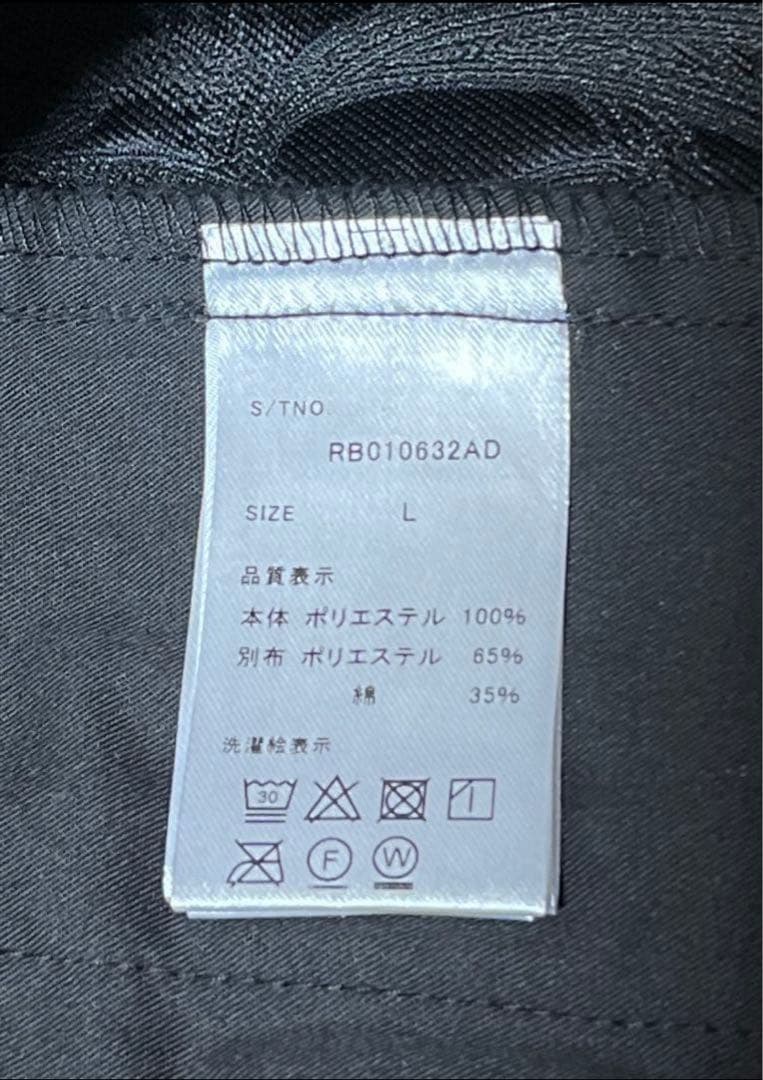 S/TNO.
RB010632AD
SIZE L
品質表示
本体 ポリエステル 100%
別布 ポリエステル 65%
綿 35%
洗濯絵表示
30
F W